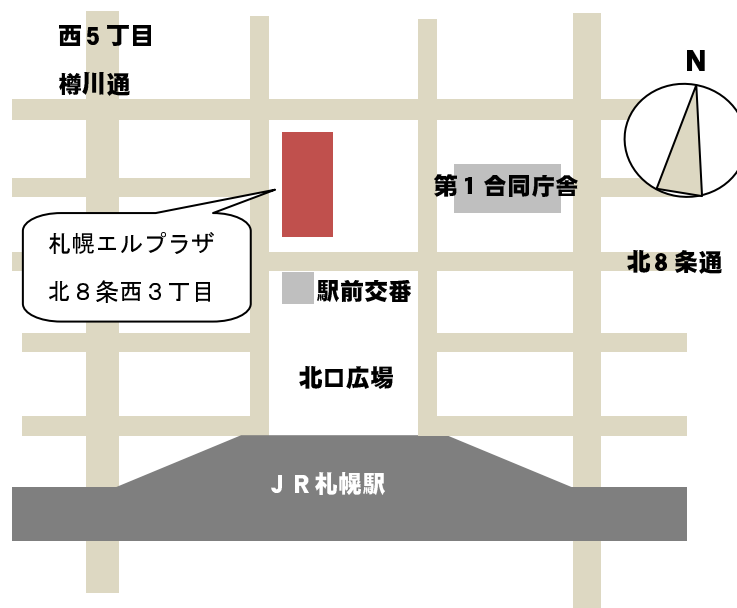 西５丁目
樽川通
N
第１合同庁舎
札幌エルプラザ
北８条西３丁目
北８条通
駅前交番
北口広場
ＪＲ札幌駅